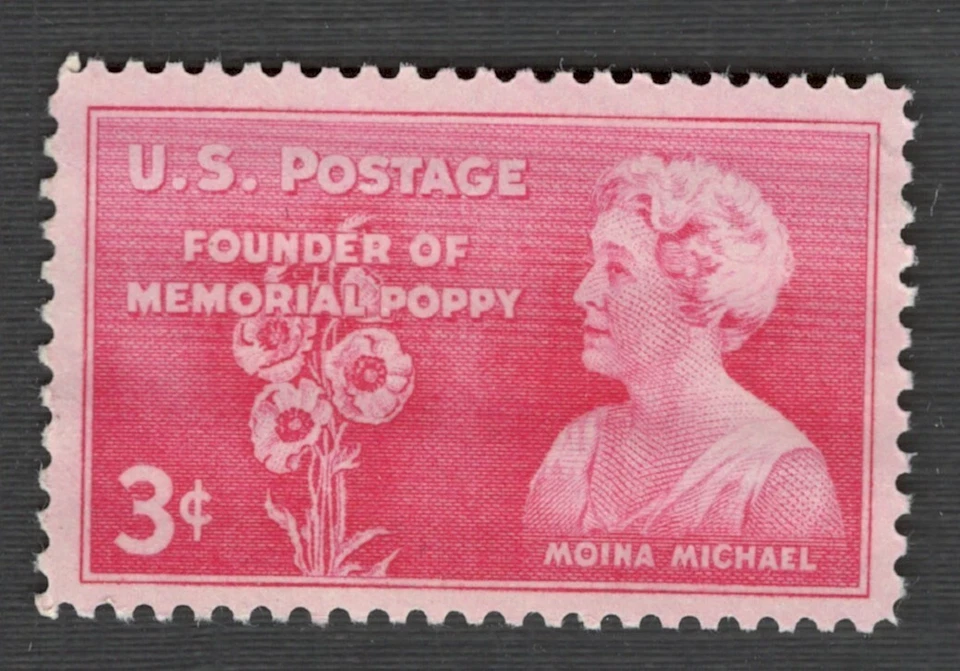 U.S. POSTAGE
FOUNDER OF
MEMORIAL POPPY
3¢
MOINA MICHAEL